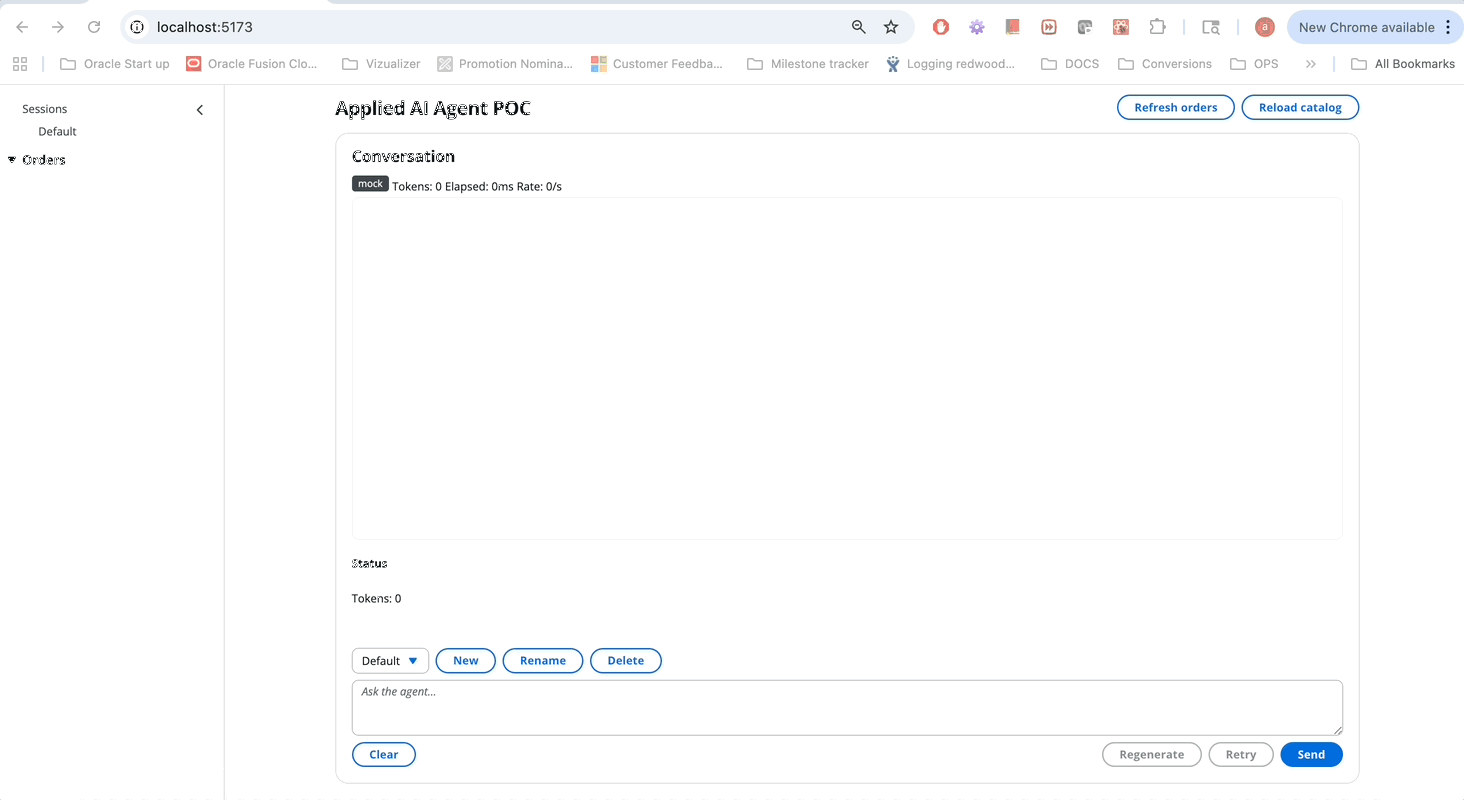 localhost:5173
a
New Chrome available
Oracle Start up
Oracle Fusion Clo...
Vizualizer
Promotion Nomina...
Customer Feedba...
Milestone tracker
Logging redwood...
DOCS
Conversions
OPS
»
All Bookmarks
Sessions
Default
Orders
Applied AI Agent POC
Refresh orders
Reload catalog
Conversation
mock Tokens: 0 Elapsed: 0ms Rate: 0/s
Status
Tokens: 0
Default
New
Rename
Delete
Ask the agent...
Clear
Regenerate
Retry
Send